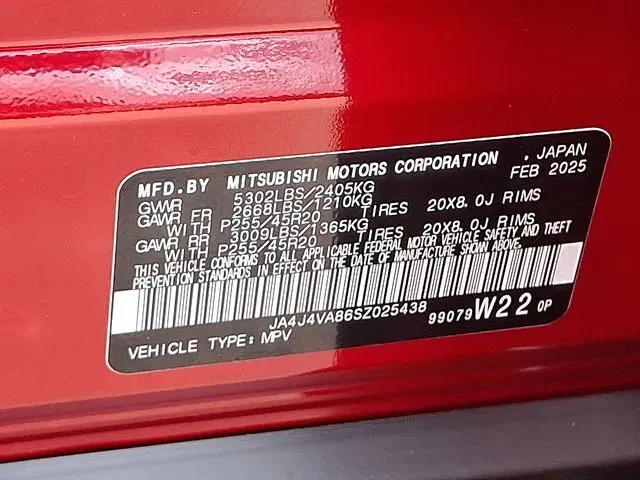 MFD.BY MITSUBISHI MOTORS CORPORATION , JAPAN
GVWR 5302LBS/2405KG FEB 2025
GAWR FR 2668LBS/1210KG
WITH P255/45R20 TIRES 20X8.0J RIMS
GAWR RR 3009LBS/1365KG
WITH P255/45R20 TIRES 20X8.0J RIMS
THIS VEHICLE CONFORMS TO ALL APPLICABLE FEDERAL MOTOR VEHICLE SAFETY AND THEFT
PREVENTION STANDARDS IN EFFECT ON THE DATE OF MANUFACTURE SHOWN ABOVE.
JA4J4VA86SZ025438
99079 W22 0P
VEHICLE TYPE: MPV